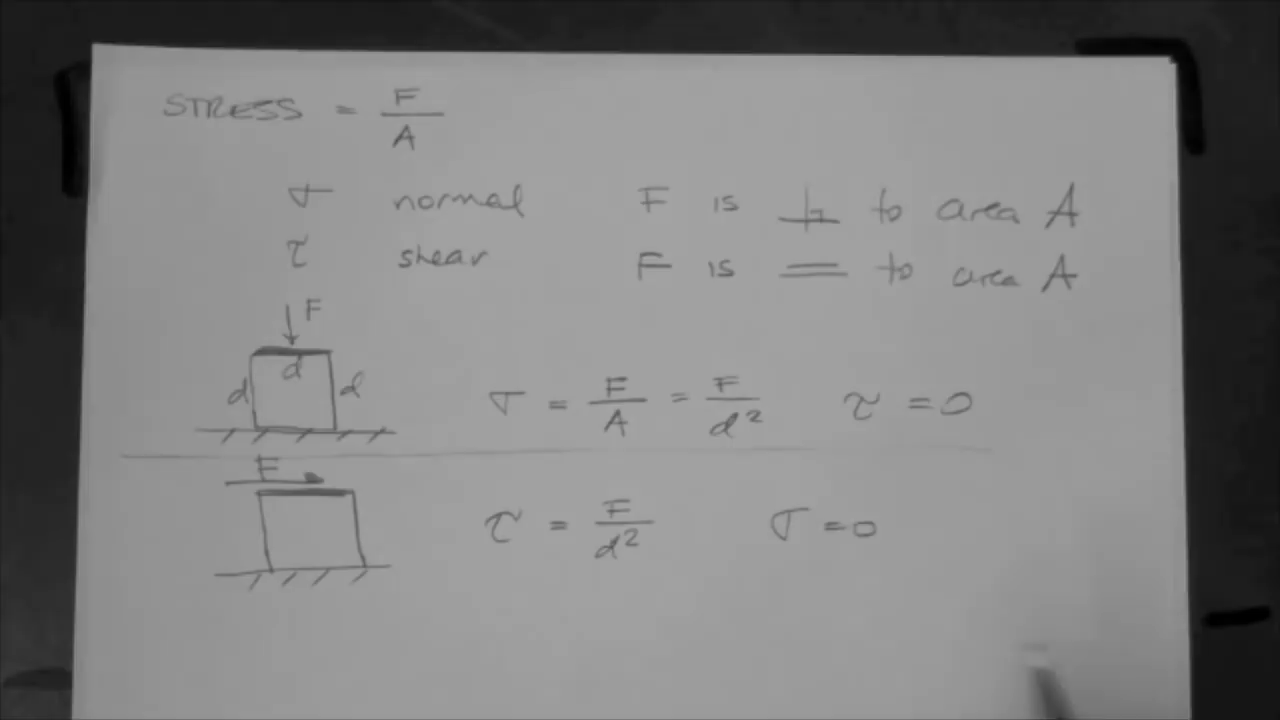 STRESS = F/A
σ normal F is ⊥ to area A
τ shear F is = to area A
F
d
d d
σ = F/A = F/d² τ = 0
F
τ = F/d² σ = 0